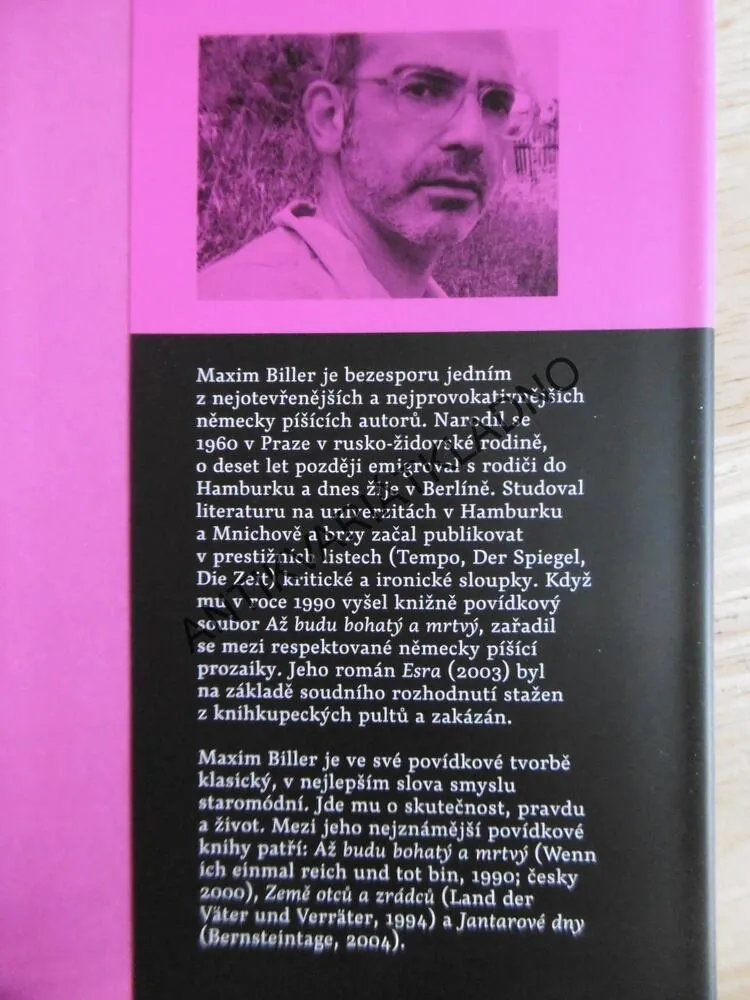 Maxim Biller je bezesporu jedním
z nejotevřenějších a nejprovokativnějších
německy píšících autorů. Narodil se
1960 v Praze v rusko-židovské rodině,
o deset let později emigroval s rodiči do
Hamburku a dnes žije v Berlíně. Studoval
literaturu na univerzitách v Hamburku
a Mnichově a brzy začal publikovat
v prestižních listech (Tempo, Der Spiegel,
Die Zeit) kritické a ironické sloupky. Když
mu v roce 1990 vyšel knižně povídkový
soubor Až budu bohatý a mrtvý, zařadil
se mezi respektované německy píšící
prozaiky. Jeho román Esra (2003) byl
na základě soudního rozhodnutí stažen
z knihkupeckých pultů a zakázán.
Maxim Biller je ve své povídkové tvorbě
klasický, v nejlepším slova smyslu
staromódní. Jde mu o skutečnost, pravdu
a život. Mezi jeho nejznámější povídkové
knihy patří: Až budu bohatý a mrtvý (Wenn
ich einmal reich und tot bin, 1990; česky
2000), Země otců a zrádců (Land der
Väter und Verräter, 1994) a Jantarové dny
(Bernsteintage, 2004).
ANTIKVARIÁT KLADNO